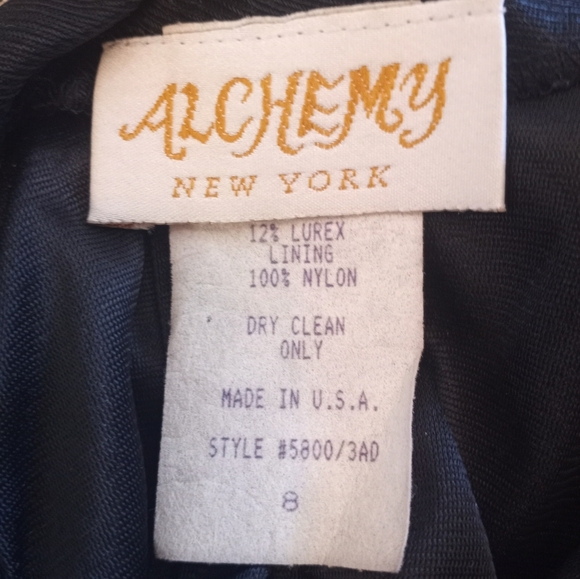 ALCHEMY
NEW YORK
12% LUREX
LINING
100% NYLON
DRY CLEAN
ONLY
MADE IN U.S.A.
STYLE #5800/3AD
8